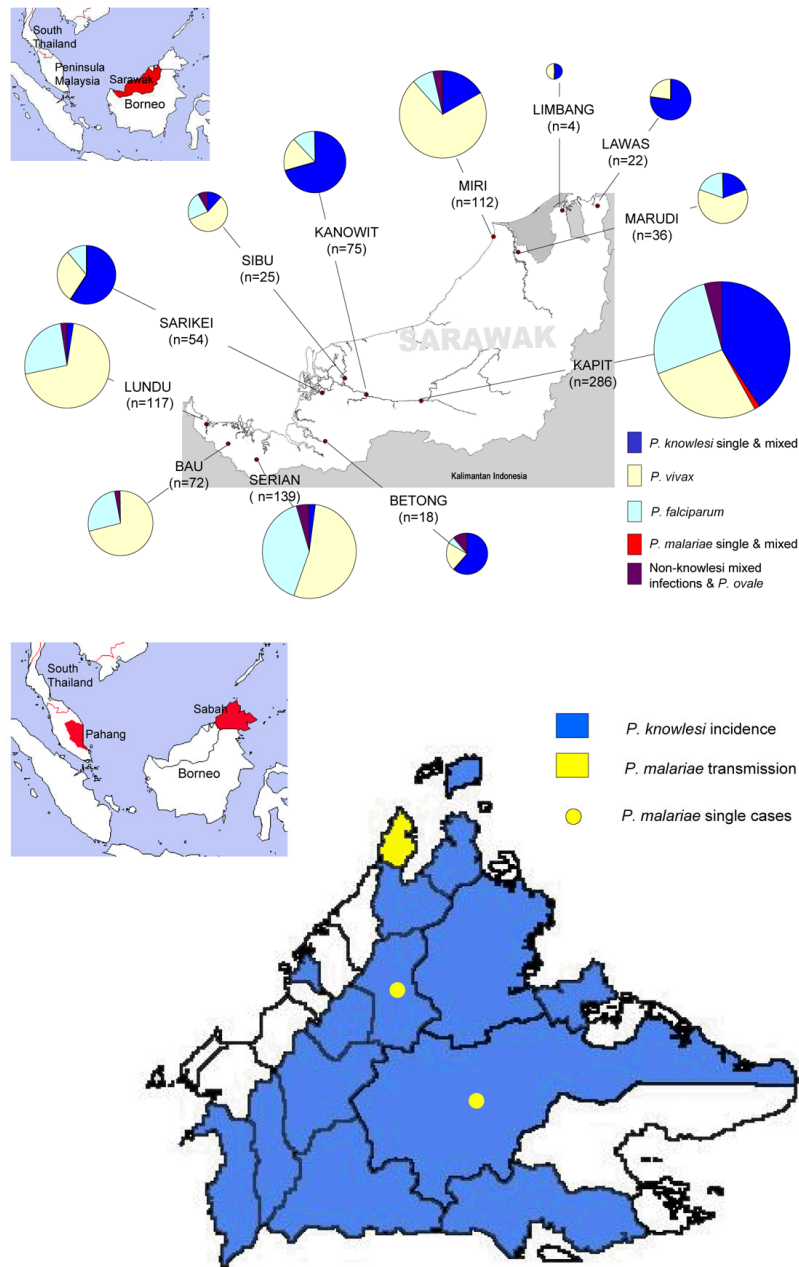 South
Thailand
Peninsula
Malaysia
Sarawak
Borneo
LIMBANG
(n=4)
LAWAS
(n=22)
MIRI
(n=112)
MARUDI
(n=36)
KANOWIT
(n=75)
SIBU
(n=25)
SARIKEI
(n=54)
SARAWAK
KAPIT
(n=286)
LUNDU
(n=117)
BAU
(n=72)
SERIAN
( n=139)
BETONG
(n=18)
Kalimantan Indonesia
P. knowlesi single & mixed
P. vivax
P. falciparum
P. malariae single & mixed
Non-knowlesi mixed
infections & P. ovale
South
Thailand
Pahang
Sabah
Borneo
P. knowlesi incidence
P. malariae transmission
P. malariae single cases